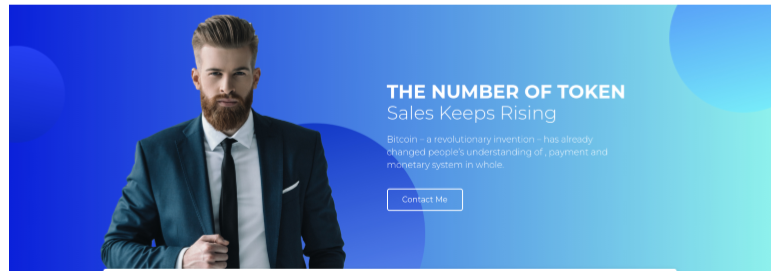 THE NUMBER OF TOKEN
Sales Keeps Rising
Bitcoin – a revolutionary invention – has already
changed people's understanding of , payment and
monetary system in whole.
Contact Me